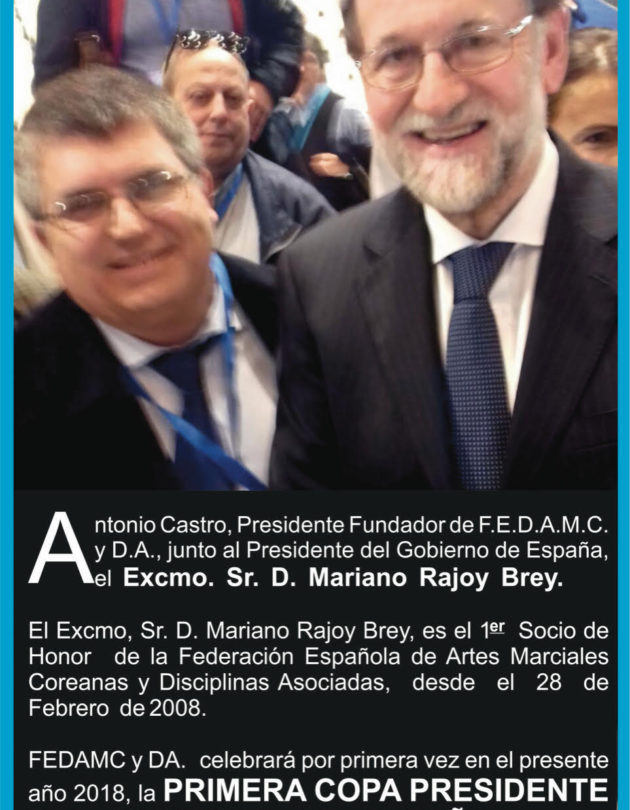 Antonio Castro, Presidente Fundador de F.E.D.A.M.C.
y D.A., junto al Presidente del Gobierno de España,
el Excmo. Sr. D. Mariano Rajoy Brey.
El Excmo, Sr. D. Mariano Rajoy Brey, es el 1er Socio de
Honor de la Federación Española de Artes Marciales
Coreanas y Disciplinas Asociadas, desde el 28 de
Febrero de 2008.
FEDAMC y DA. celebrará por primera vez en el presente
año 2018, la PRIMERA COPA PRESIDENTE